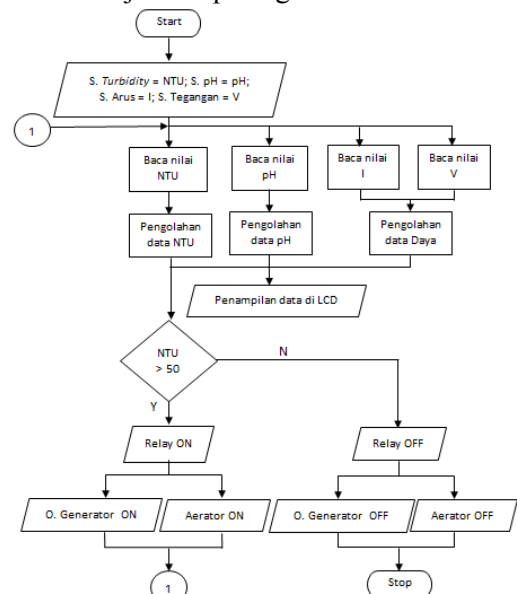 Start
S. Turbidity = NTU; S. pH = pH;
S. Arus = I; S. Tegangan = V
1
Baca nilai
NTU
Baca nilai
pH
Baca nilai
I
Baca nilai
V
Pengolahan
data NTU
Pengolahan
data pH
Pengolahan
data Daya
Penampilan data di LCD
NTU
> 50
N
Y
Relay ON
Relay OFF
O. Generator ON
Aerator ON
O. Generator OFF
Aerator OFF
1
Stop